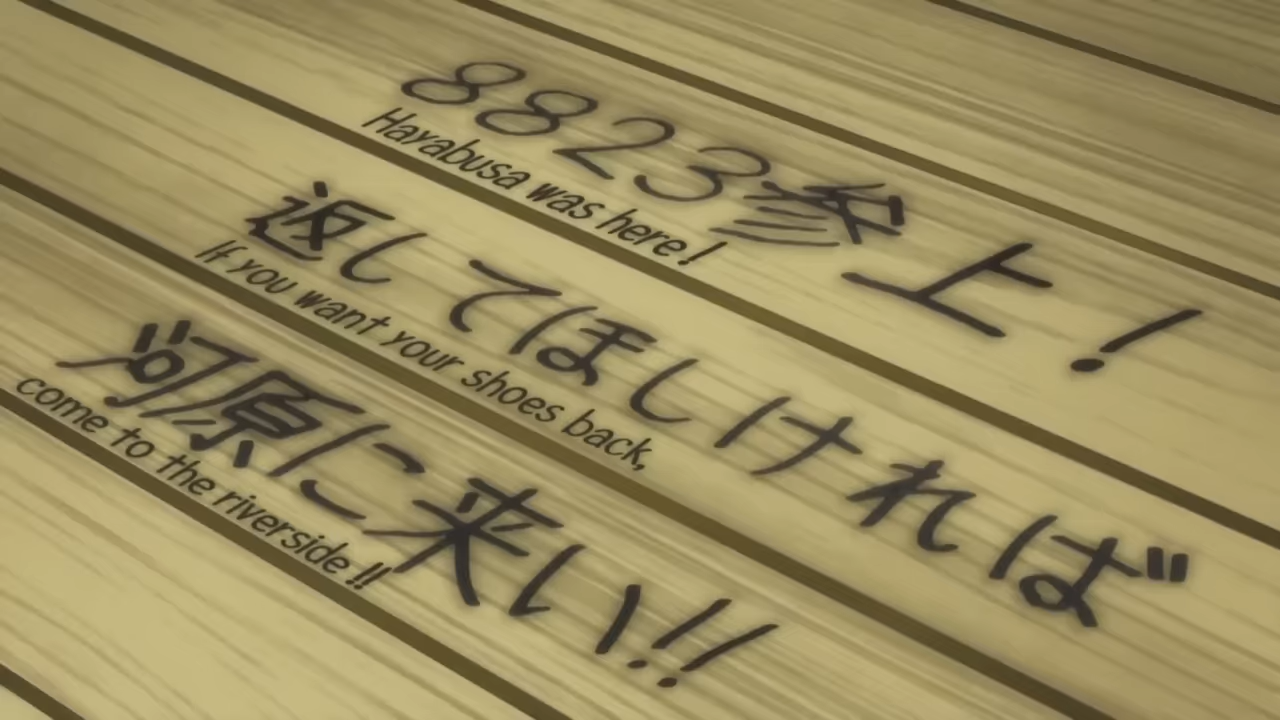 8823参上！
Hayabusa was here!
返してほしければ
If you want your shoes back,
河原に来い!!
come to the riverside!!